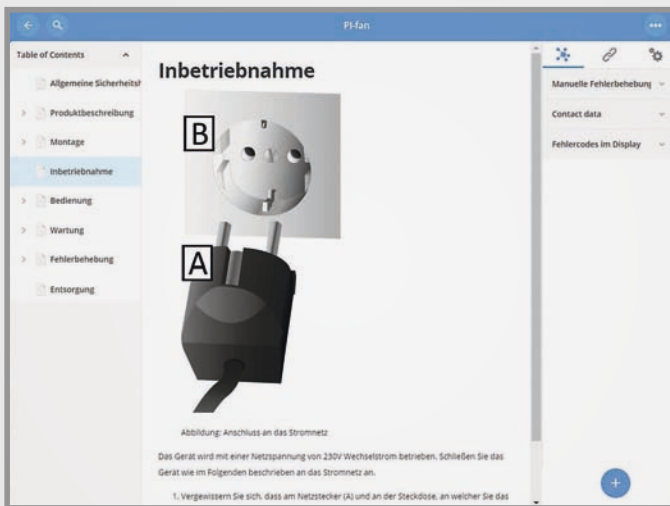 PI-fan
Table of Contents
Allgemeine Sicherheitsh
Produktbeschreibung
Montage
Inbetriebnahme
Bedienung
Wartung
Fehlerbehebung
Entsorgung
Inbetriebnahme
B
A
Abbildung: Anschluss an das Stromnetz
Das Gerät wird mit einer Netzspannung von 230V Wechselstrom betrieben. Schließen Sie das
Gerät wie im Folgenden beschrieben an das Stromnetz an.
1. Vergewissern Sie sich, dass am Netzstecker (A) und an der Steckdose, an welcher Sie das
Manuelle Fehlerbehebung
Contact data
Fehlercodes im Display